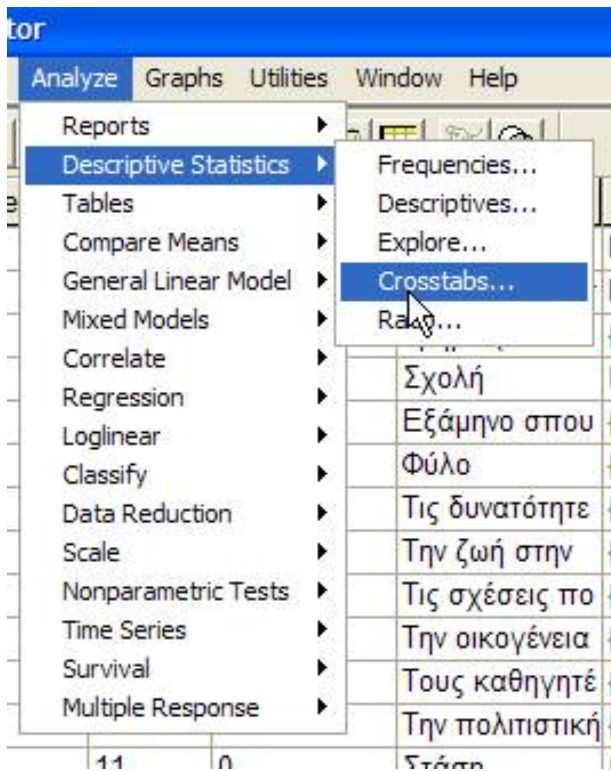 tor
Analyze Graphs Utilities Window Help
Reports
Descriptive Statistics
Tables
Compare Means
General Linear Model
Mixed Models
Correlate
Regression
Loglinear
Classify
Data Reduction
Scale
Nonparametric Tests
Time Series
Survival
Multiple Response
Frequencies...
Descriptives...
Explore...
Crosstabs...
Σχολή
Εξάμηνο σπου
Φύλο
Τις δυνατότητε
Την ζωή στην
Τις σχέσεις πο
Την οικογένεια
Τους καθηγητέ
Την πολιτιστική
11 0 Στάση